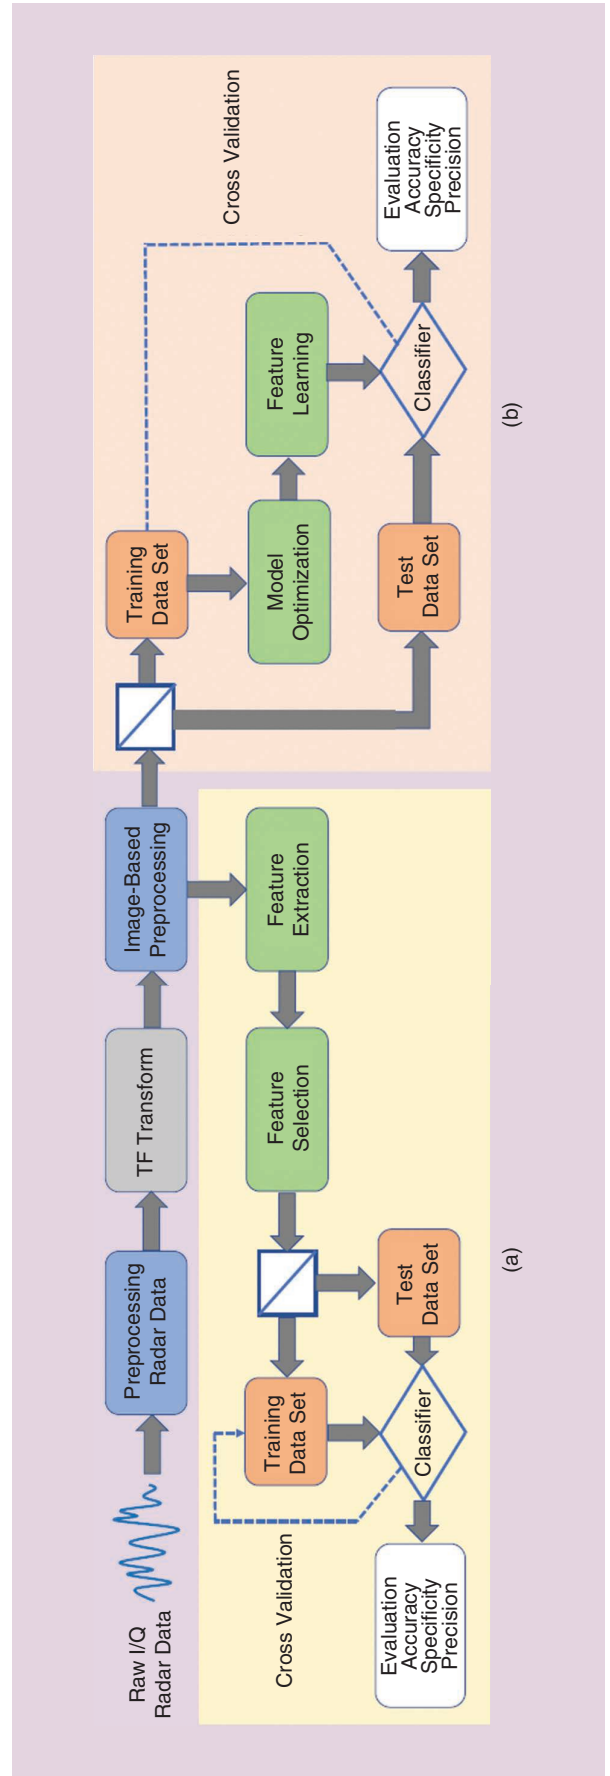 Raw I/Q
Radar Data
Preprocessing
Radar Data
TF Transform
Image-Based
Preprocessing
Training
Data Set
Cross Validation
Model
Optimization
Feature
Learning
Test
Data Set
Classifier
Evaluation
Accuracy
Specificity
Precision
(b)
Feature
Extraction
Feature
Selection
Training
Data Set
Cross Validation
Test
Data Set
Classifier
Evaluation
Accuracy
Specificity
Precision
(a)